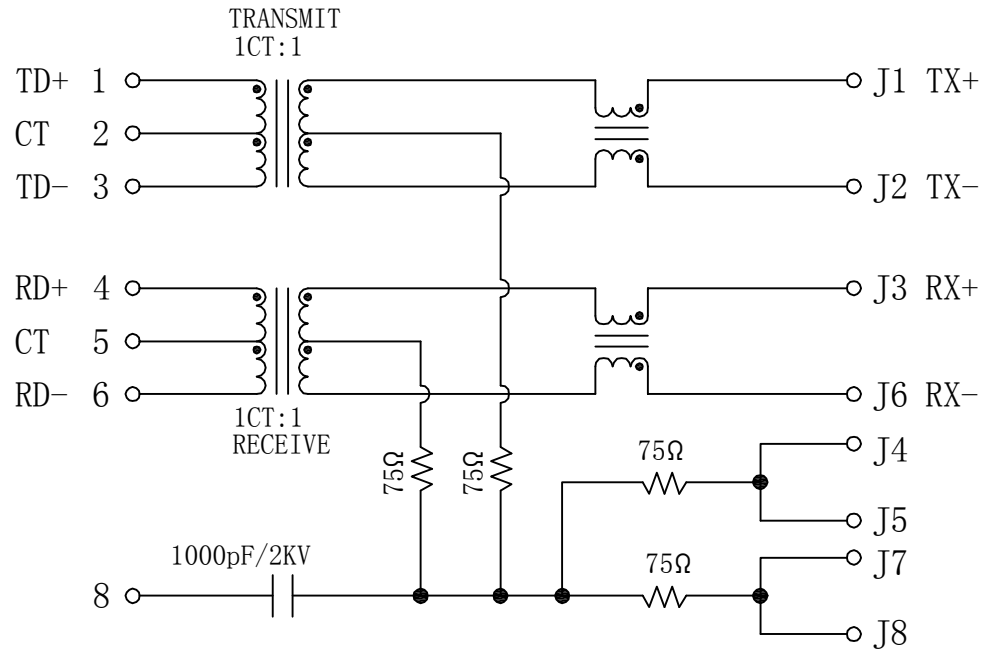 TRANSMIT
1CT:1
TD+ 1
CT 2
TD- 3
J1 TX+
J2 TX-
RD+ 4
CT 5
RD- 6
J3 RX+
J6 RX-
1CT:1
RECEIVE
75Ω
75Ω
75Ω
J4
J5
1000pF/2KV
8
75Ω
J7
J8